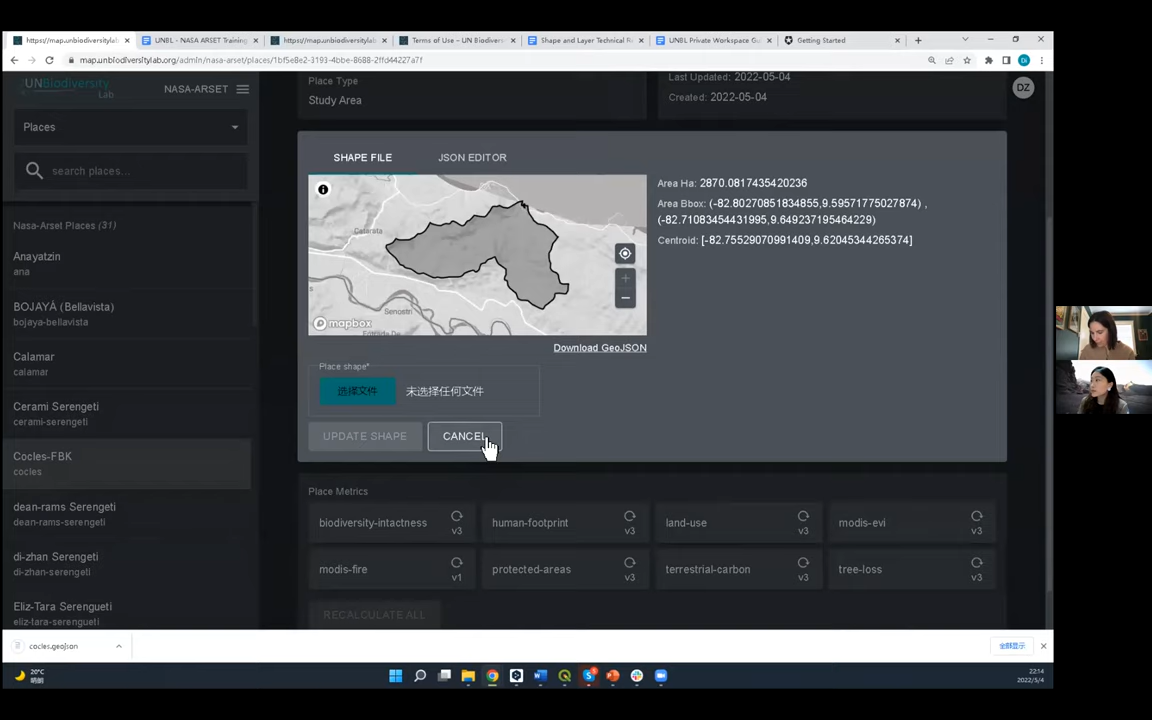 https://map.unbiodiversitylab
UNBL - NASA ARSET Training
https://map.unbiodiversitylab
Terms of Use – UN Biodivers
Shape and Layer Technical R
UNBL Private Workspace Gu
Getting Started
map.unbiodiversitylab.org/admin/nasa-arset/places/1bf5e8e2-3193-4bbe-8688-2ffd44227a7f
UNBiodiversity
Lab
NASA-ARSET
Places
search places...
Nasa-Arset Places (31)
Anayatzin
ana
BOJAYÁ (Bellavista)
bojaya-bellavista
Calamar
calamar
Cerami Serengeti
cerami-serengeti
Cocles-FBK
cocles
dean-rams Serengeti
dean-rams-serengeti
di-zhan Serengeti
di-zhan-serengeti
Eliz-Tara Serengueti
eliz-tara-serengueti
Place Type
Study Area
Last Updated: 2022-05-04
Created: 2022-05-04
DZ
SHAPE FILE
JSON EDITOR
Catarata
Senostri
Entrada De
mapbox
Area Ha: 2870.0817435420236
Area Bbox: (-82.80270851834855,9.59571775027874) ,
(-82.71083454431995,9.649237195464229)
Centroid: [-82.75529070991409,9.62045344265374]
Download GeoJSON
Place shape*
选择文件
未选择任何文件
UPDATE SHAPE
CANCEL
Place Metrics
biodiversity-intactness
v3
human-footprint
v3
land-use
v3
modis-evi
v3
modis-fire
v1
protected-areas
v3
terrestrial-carbon
v3
tree-loss
v3
RECALCULATE ALL
cocles.geojson
全部显示
20°C
晴朗
22:14
2022/5/4